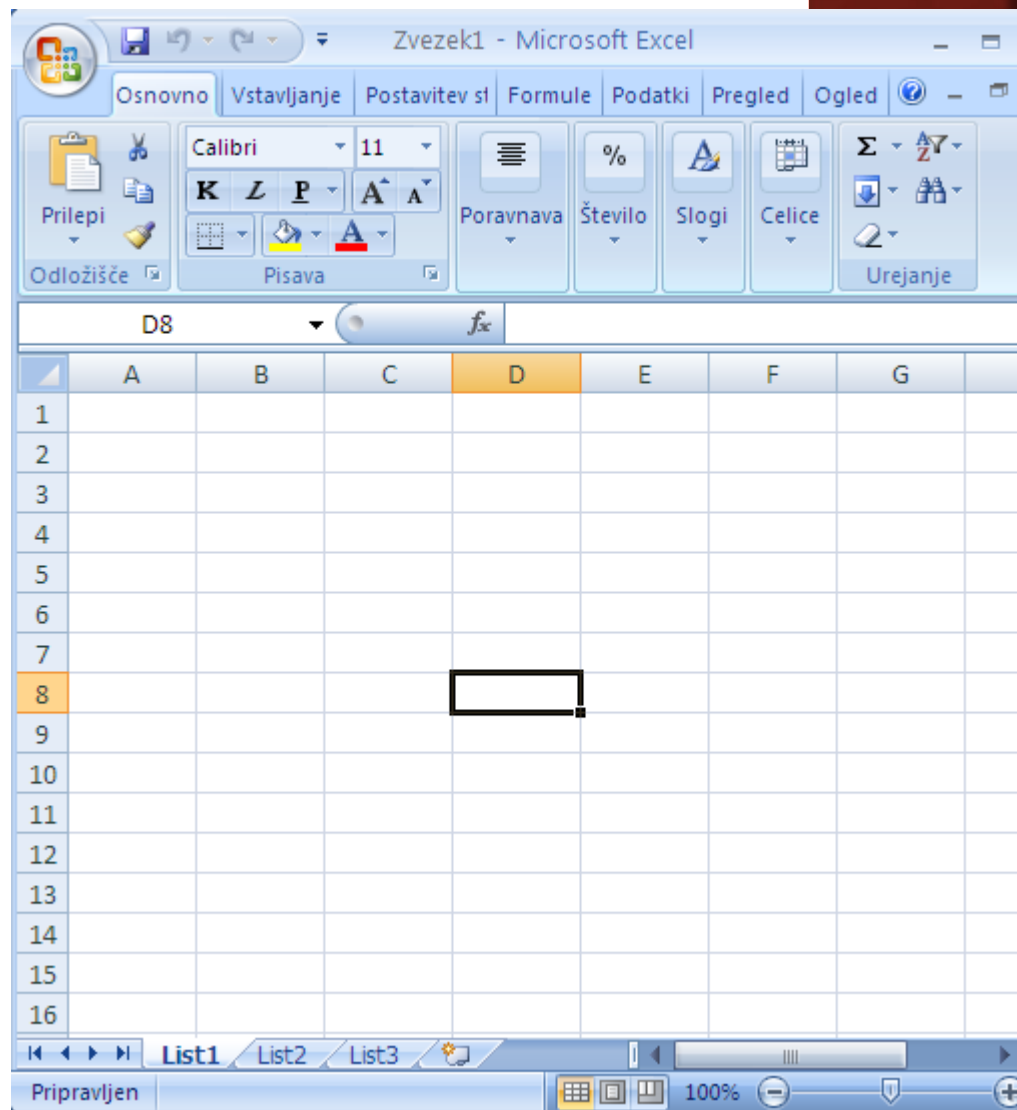 Zvezek1 - Microsoft Excel
Osnovno Vstavljanje Postavitev st Formule Podatki Pregled Ogled
Calibri 11
K L P A A
Prilepi Poravnava % Število Slogi Celice Σ
A
Odložišče Pisava Urejanje
D8 fx
A B C D E F G
1
2
3
4
5
6
7
8
9
10
11
12
13
14
15
16
List1 List2 List3
Pripravljen 100%